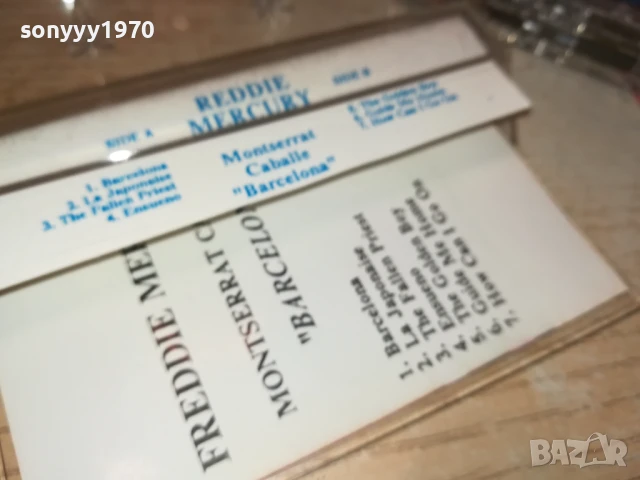 sonyyy1970
REDDIE
MERCURY
SIDE A
SIDE B
Montserrat
Caballe
"Barcelona"
1. Barcelona
2. La Japonaise
3. The Fallen Priest
4. Ensueno
5. The Golden Boy
6. Guide Me Home
7. How Can I Go On
FREDDIE MER
MONTSERRAT C
"BARCELO
1. Barcelona
2. La Japonaise
3. The Fallen Priest
4. Ensueno
5. The Golden Boy
6. Guide Me Home
7. How Can I Go On
BAZAR